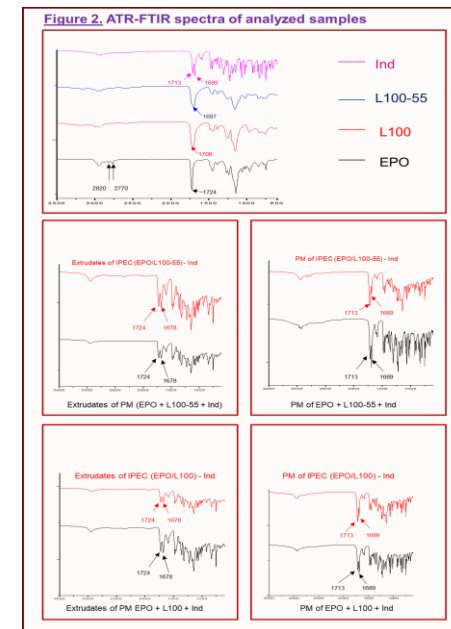 Figure 2. ATR-FTIR spectra of analyzed samples
Ind
1713 1689
L100-55
1697
L100
EPO
2820 2770
1724
Extrudates of IPEC (EPO/L100-55) - Ind
1724 1678
1724
1678
Extrudates of PM (EPO + L100-55 + Ind)
PM of IPEC (EPO/L100-55) - Ind
1713 1689
1713 1689
PM of EPO + L100-55 + Ind
Extrudates of IPEC (EPO/L100) - Ind
1724 1678
1724 1678
Extrudates of PM EPO + L100 + Ind
PM of IPEC (EPO/L100) - Ind
1713 1689
1713 1689
PM of EPO + L100 + Ind